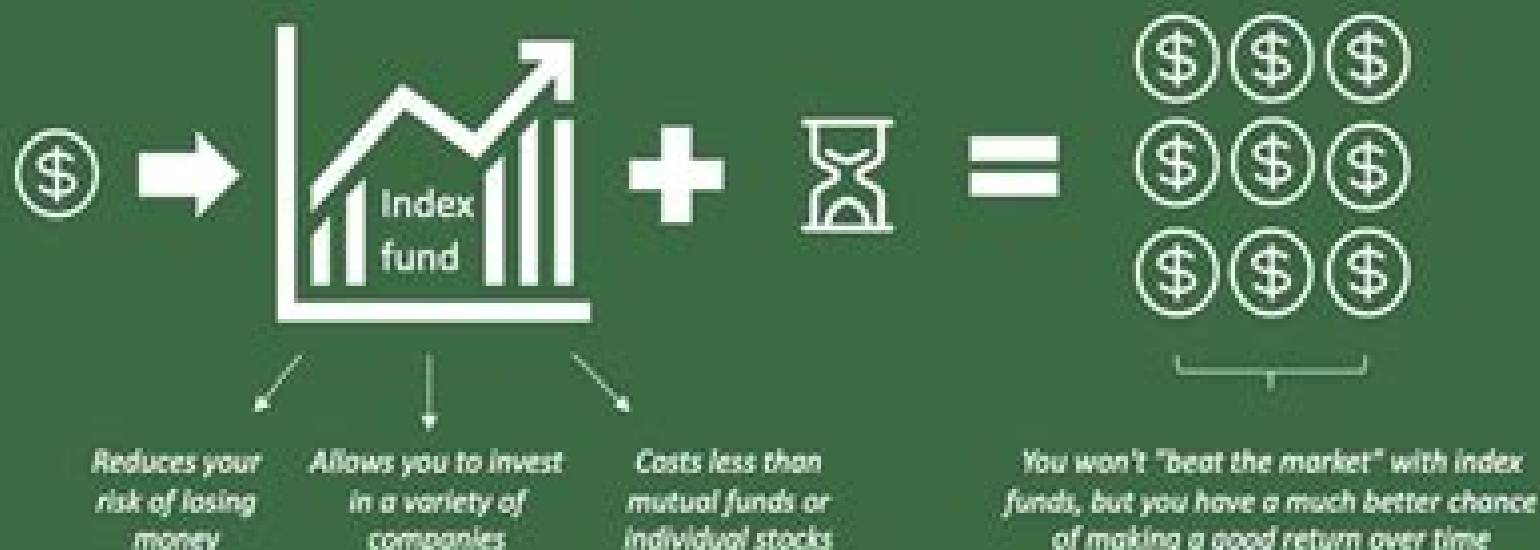 Index
fund
Reduces your
risk of losing
money
Allows you to invest
in a variety of
companies
Costs less than
mutual funds or
individual stocks
You won't "beat the market" with index
funds, but you have a much better chance
of making a good return over time